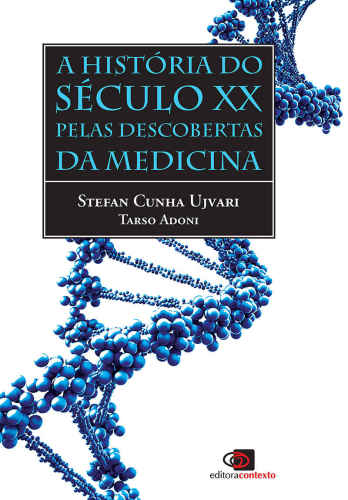 A HISTÓRIA DO
SÉCULO XX
PELAS DESCOBERTAS
DA MEDICINA
STEFAN CUNHA UJVARI
TARSO ADONI
editoracontexto